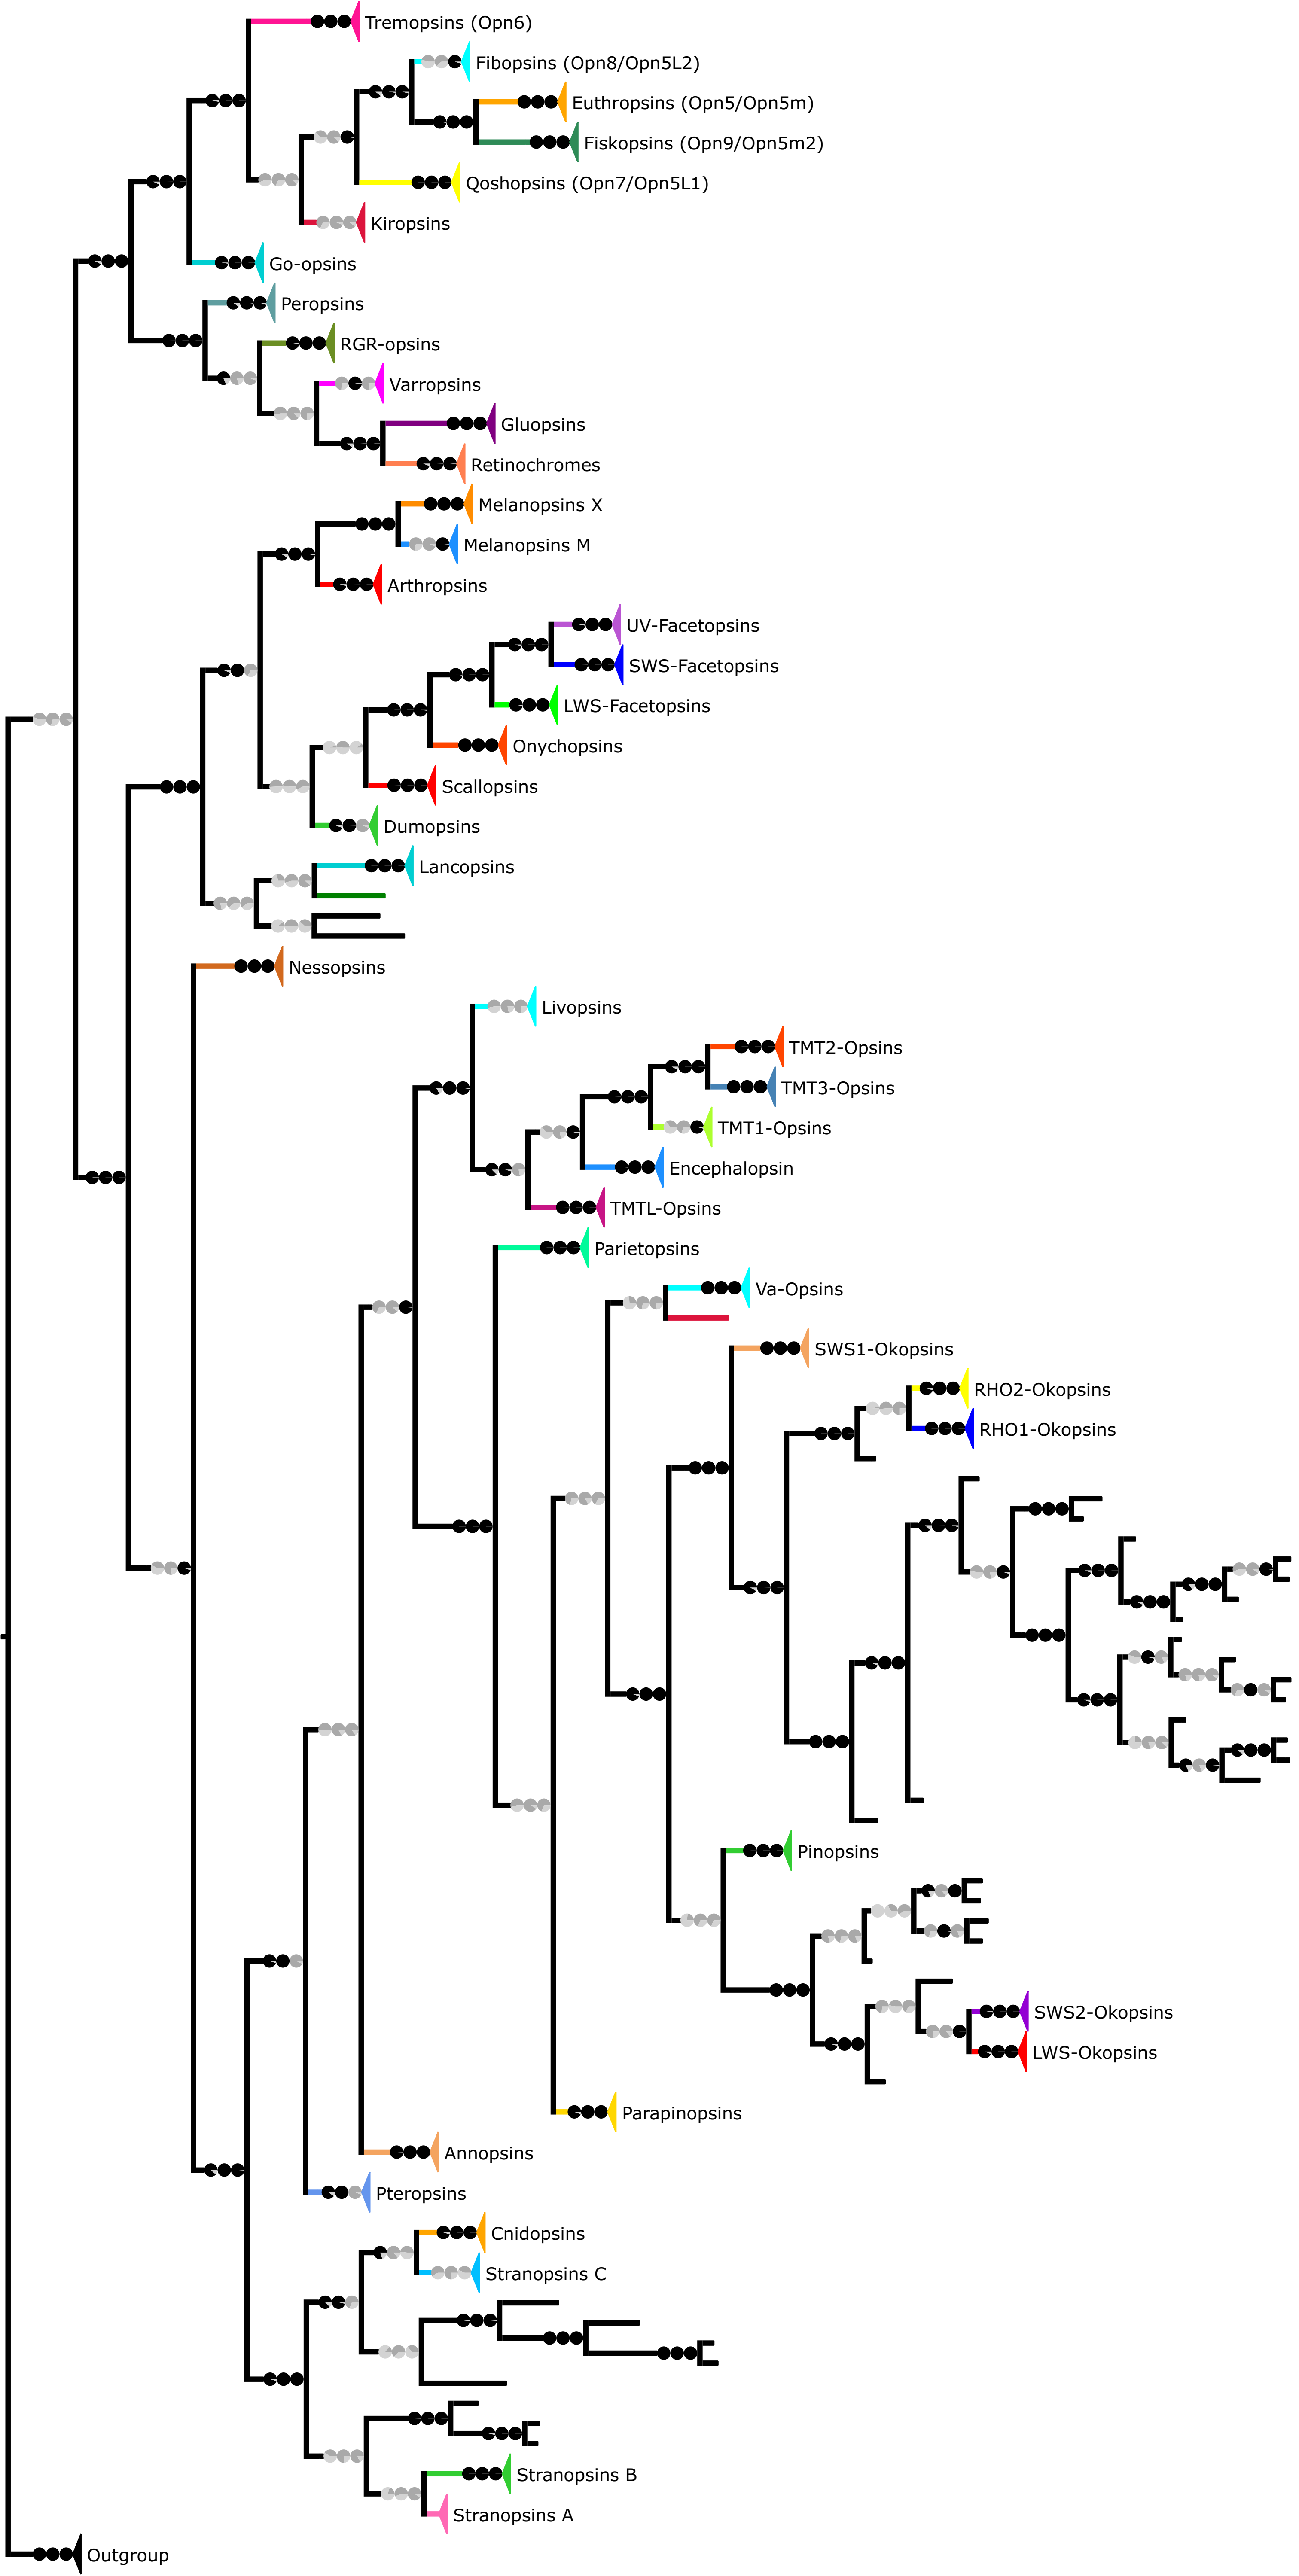 Tremopsins (Opn6)
Fibopsins (Opn8/Opn5L2)
Euthropsins (Opn5/Opn5m)
Fiskopsins (Opn9/Opn5m2)
Qoshopsins (Opn7/Opn5L1)
Kiropsins
Go-opsins
Peropsins
RGR-opsins
Varropsins
Gluopsins
Retinochromes
Melanopsins X
Melanopsins M
Arthropsins
UV-Facetopsins
SWS-Facetopsins
LWS-Facetopsins
Onychopsins
Scallopsins
Dumopsins
Lancopsins
Nessopsins
Livopsins
TMT2-Opsins
TMT3-Opsins
TMT1-Opsins
Encephalopsin
TMTL-Opsins
Parietopsins
Va-Opsins
SWS1-Okopsins
RHO2-Okopsins
RHO1-Okopsins
Pinopsins
SWS2-Okopsins
LWS-Okopsins
Parapinopsins
Annopsins
Pteropsins
Cnidopsins
Stranopsins C
Stranopsins B
Stranopsins A
Outgroup